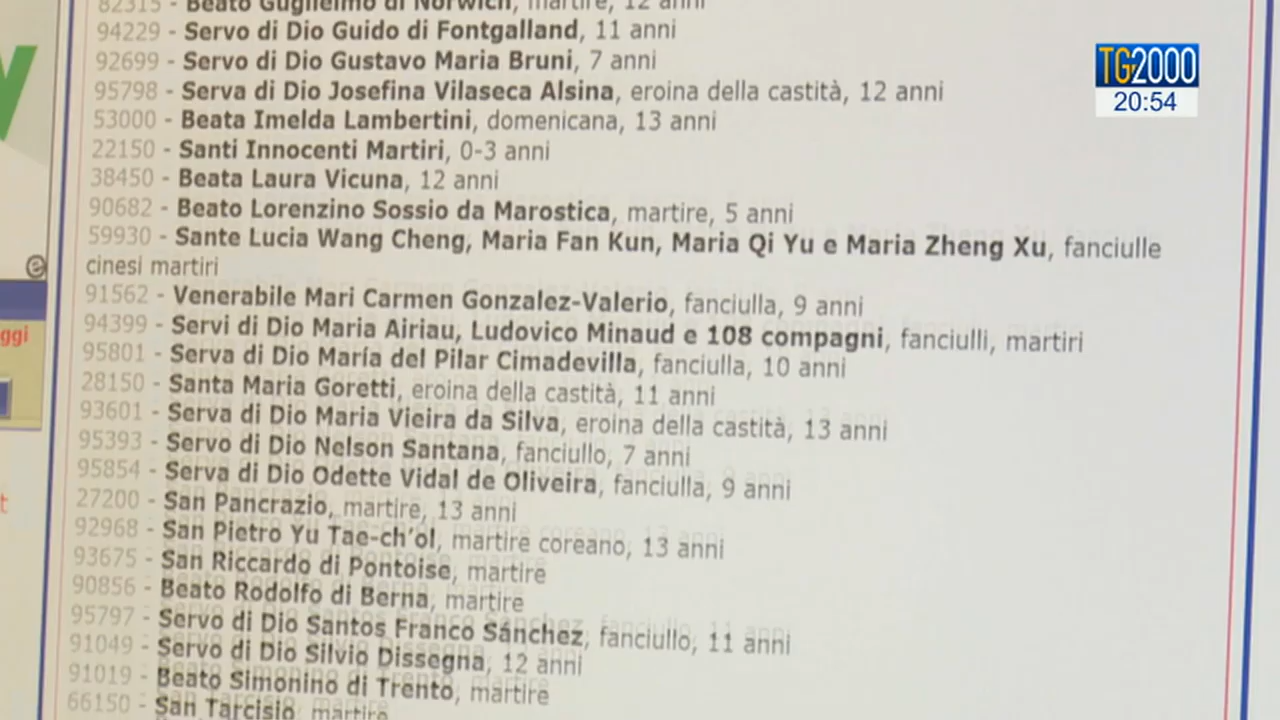 82315 - Beato Guglielmo di Norwich, martire, 12 anni
94229 - Servo di Dio Guido di Fontgalland, 11 anni
92699 - Servo di Dio Gustavo Maria Bruni, 7 anni
95798 - Serva di Dio Josefina Vilaseca Alsina, eroina della castità, 12 anni
53000 - Beata Imelda Lambertini, domenicana, 13 anni
22150 - Santi Innocenti Martiri, 0-3 anni
38450 - Beata Laura Vicuna, 12 anni
90682 - Beato Lorenzino Sossio da Marostica, martire, 5 anni
59930 - Sante Lucia Wang Cheng, Maria Fan Kun, Maria Qi Yu e Maria Zheng Xu, fanciulle
cinesi martiri
91562 - Venerabile Mari Carmen Gonzalez-Valerio, fanciulla, 9 anni
94399 - Servi di Dio Maria Airiau, Ludovico Minaud e 108 compagni, fanciulli, martiri
95801 - Serva di Dio María del Pilar Cimadevilla, fanciulla, 10 anni
28150 - Santa Maria Goretti, eroina della castità, 11 anni
93601 - Serva di Dio Maria Vieira da Silva, eroina della castità, 13 anni
95393 - Servo di Dio Nelson Santana, fanciullo, 7 anni
95854 - Serva di Dio Odette Vidal de Oliveira, fanciulla, 9 anni
27200 - San Pancrazio, martire, 13 anni
92968 - San Pietro Yu Tae-ch'ol, martire coreano, 13 anni
93675 - San Riccardo di Pontoise, martire
90856 - Beato Rodolfo di Berna, martire
95797 - Servo di Dio Santos Franco Sánchez, fanciullo, 11 anni
91049 - Servo di Dio Silvio Dissegna, 12 anni
91019 - Beato Simonino di Trento, martire
66150 - San Tarcisio, martire
ggi
t
TG2000
20:54